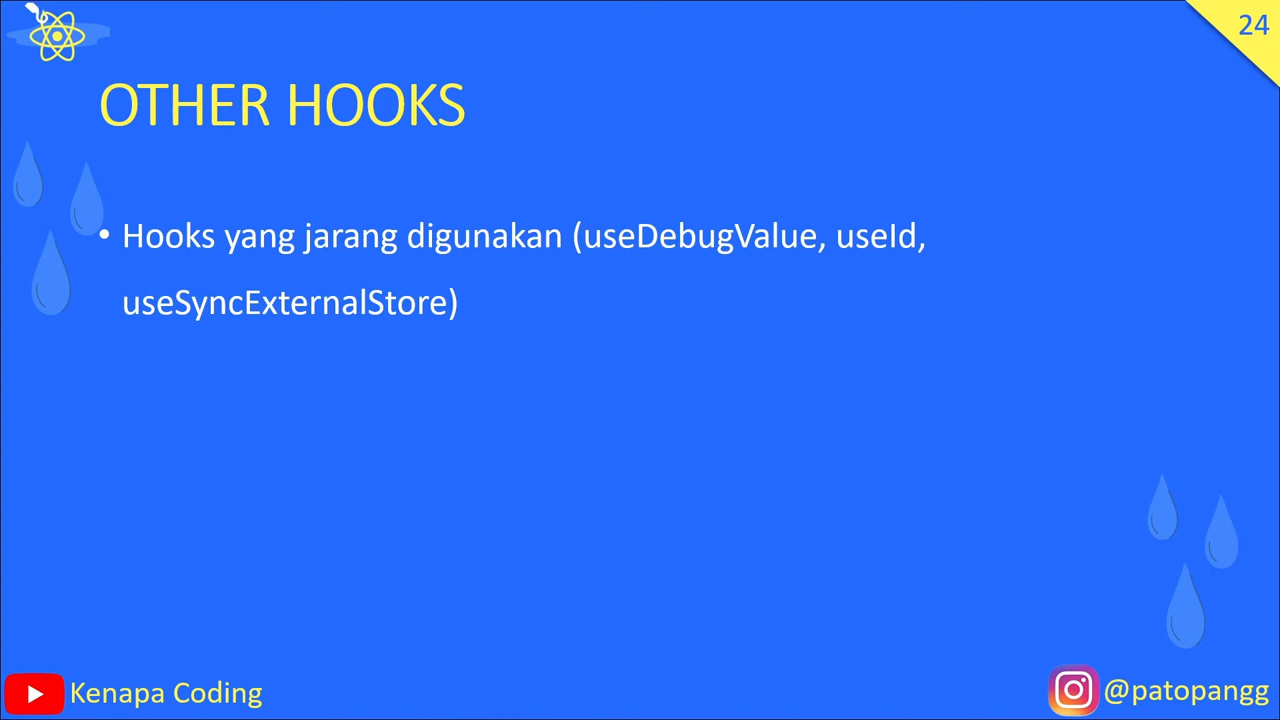 24
OTHER HOOKS
• Hooks yang jarang digunakan (useDebugValue, useId,
useSyncExternalStore)
Kenapa Coding
@patopangg